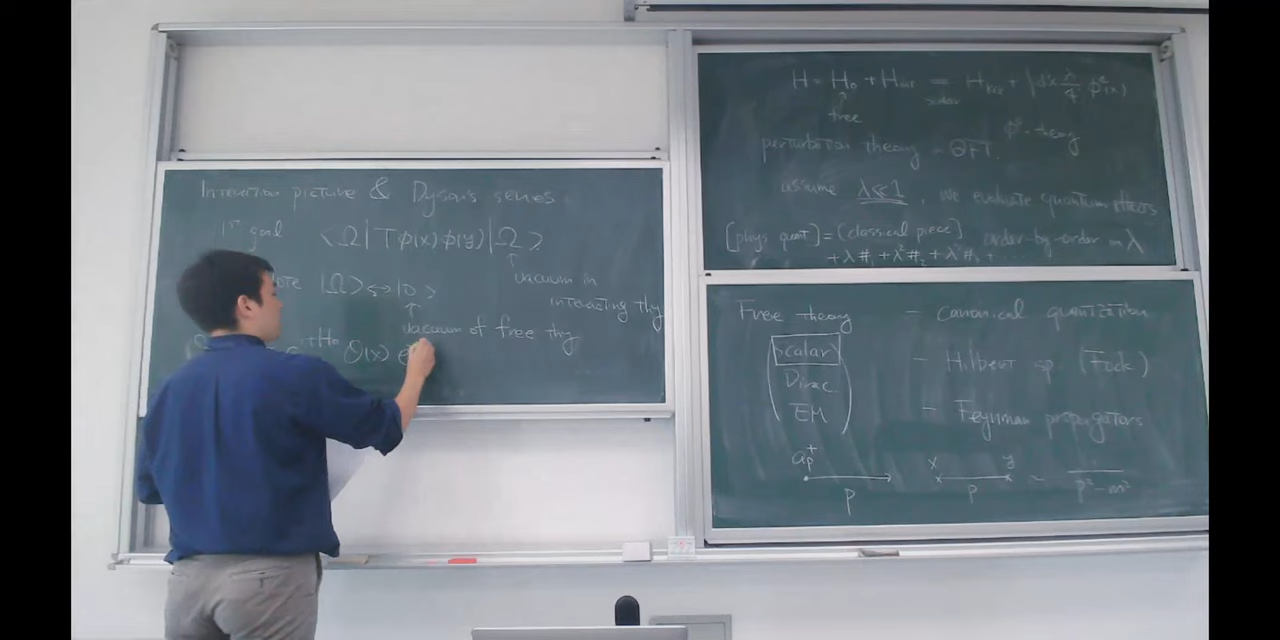 Interaction picture & Dyson's series
1st goal ⟨Ω| T φ(x) φ(y) |Ω⟩
↑
vacuum in
interacting thy
|Ω⟩ ↔ |0⟩
↑
vacuum of free thy
e^{itH₀} O(x) e
H = H₀ + H_int = H_KG + ∫d³x λ/4! φ⁴(x)
scalar
↑
free
φ⁴-theory
perturbation theory in QFT.
assume λ≪1, we evaluate quantum effects
[phys quant] = (classical piece) order-by-order in λ
+ λ #₁ + λ² #₂ + λ³ #₃ + ...
Free theory
(Scalar)
Dirac
EM
- canonical quantization
- Hilbert sp. (Fock)
- Feynman propagators
a_p^†
p
x y
p
~ ‾ p² - m²